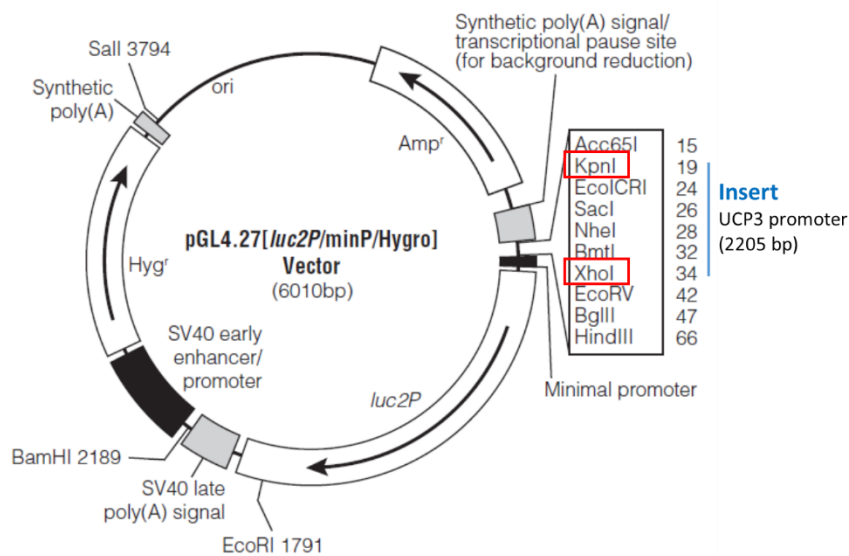 Synthetic poly(A) signal/
transcriptional pause site
(for background reduction)
SalI 3794
Synthetic
poly(A)
ori
Ampʳ
Acc65I 15
KpnI 19
EcoICRI 24
SacI 26
NheI 28
BmtI 32
XhoI 34
EcoRV 42
BglII 47
HindIII 66
Insert
UCP3 promoter
(2205 bp)
pGL4.27[luc2P/minP/Hygro]
Vector
(6010bp)
Hygʳ
SV40 early
enhancer/
promoter
luc2P
Minimal promoter
BamHI 2189
SV40 late
poly(A) signal
EcoRI 1791